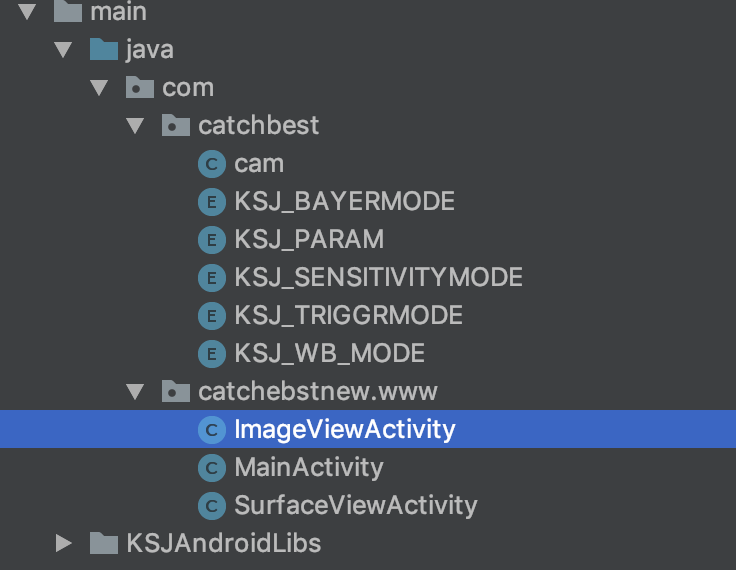 main
java
com
catchbest
C cam
E KSJ_BAYERMODE
E KSJ_PARAM
E KSJ_SENSITIVITYMODE
E KSJ_TRIGGRMODE
E KSJ_WB_MODE
catchebstnew.www
C ImageViewActivity
C MainActivity
C SurfaceViewActivity
KSJAndroidLibs